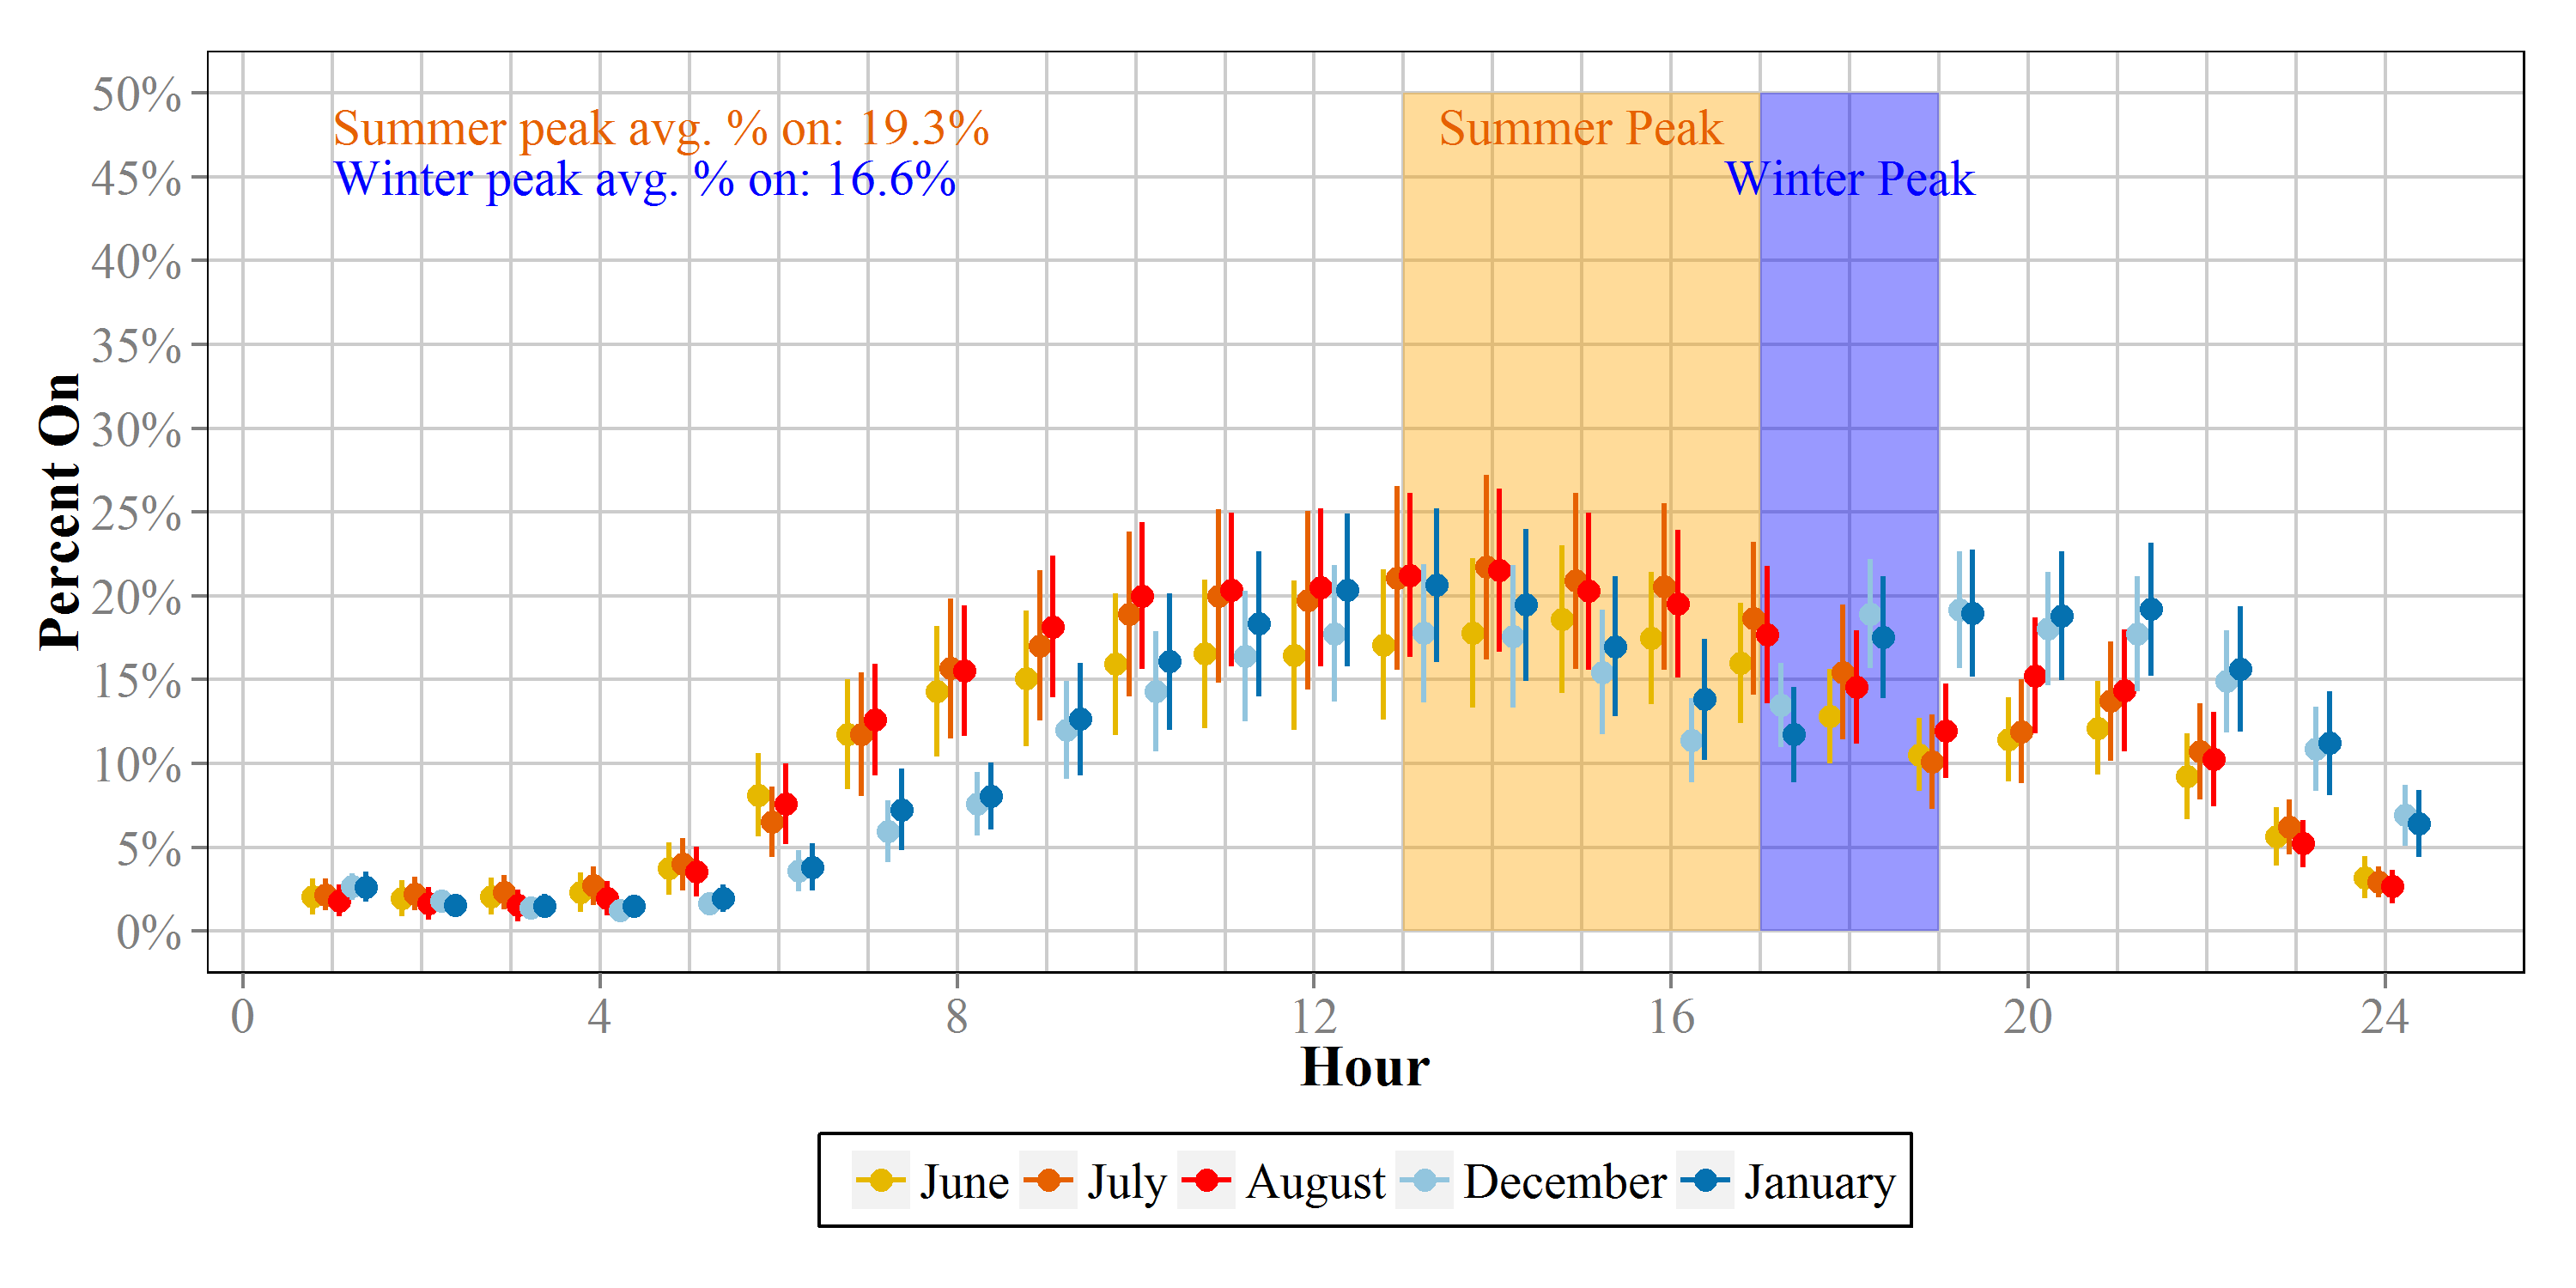 50%
Summer peak avg. % on: 19.3%
Summer Peak
45%
Winter peak avg. % on: 16.6%
Winter Peak
40%
35%
30%
25%
20%
15%
10%
5%
0%
Percent On
0 4 8 12 16 20 24
Hour
June July August December January